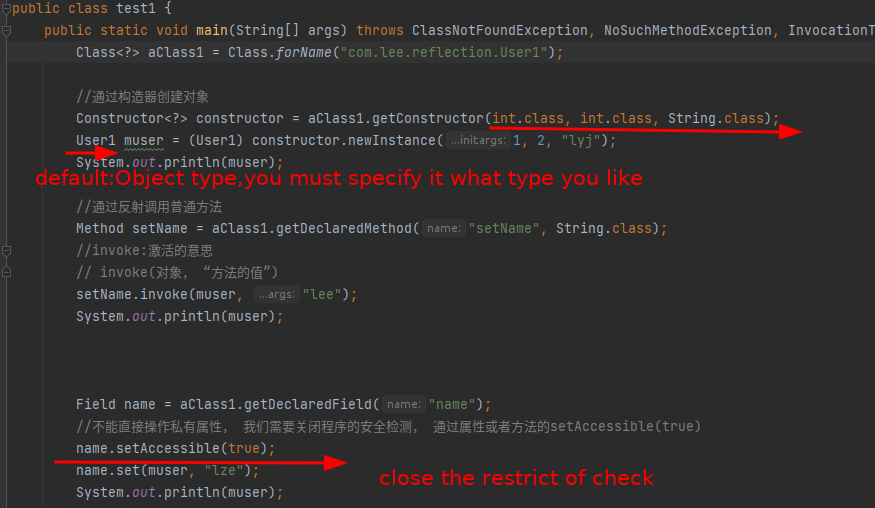 public class test1 {
public static void main(String[] args) throws ClassNotFoundException, NoSuchMethodException, InvocationT
Class<?> aClass1 = Class.forName("com.lee.reflection.User1");
//通过构造器创建对象
Constructor<?> constructor = aClass1.getConstructor(int.class, int.class, String.class);
User1 muser = (User1) constructor.newInstance( ...initargs: 1, 2, "lyj");
System.out.println(muser);
default:Object type,you must specify it what type you like
//通过反射调用普通方法
Method setName = aClass1.getDeclaredMethod( name: "setName", String.class);
//invoke:激活的意思
// invoke(对象, “方法的值”)
setName.invoke(muser, ...args: "lee");
System.out.println(muser);
Field name = aClass1.getDeclaredField( name: "name");
//不能直接操作私有属性, 我们需要关闭程序的安全检测, 通过属性或者方法的setAccessible(true)
name.setAccessible(true);
name.set(muser, "lze");
close the restrict of check
System.out.println(muser);